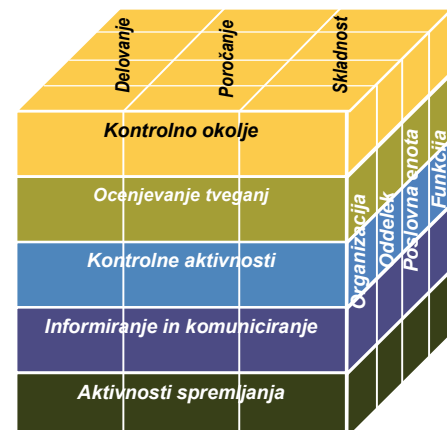 Delovanje
Poročanje
Skladnost
Kontrolno okolje
Ocenjevanje tveganj
Kontrolne aktivnosti
Informiranje in komuniciranje
Aktivnosti spremljanja
Organizacija
Oddelek
Poslovna enota
Funkcija